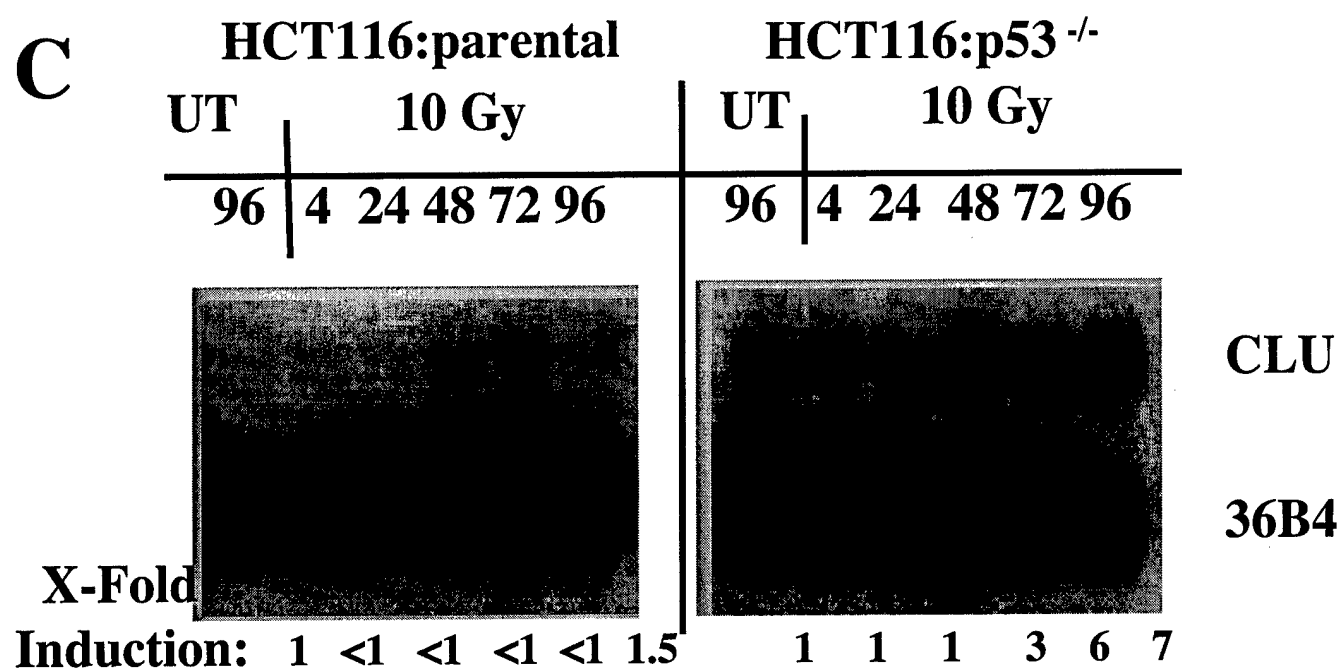 C
HCT116:parental HCT116:p53 -/-
UT 10 Gy UT 10 Gy
96 4 24 48 72 96 96 4 24 48 72 96
CLU
36B4
X-Fold
Induction: 1 <1 <1 <1 <1 1.5 1 1 1 3 6 7